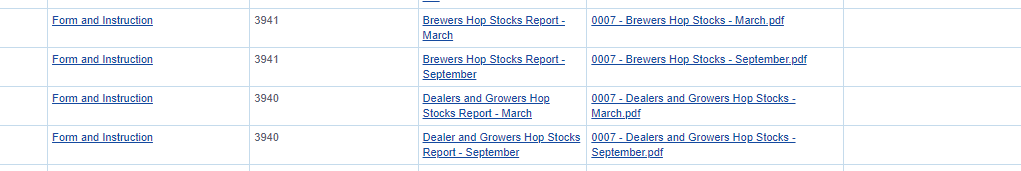 Form and Instruction 3941 Brewers Hop Stocks Report - 0007 - Brewers Hop Stocks - March.pdf
March
Form and Instruction 3941 Brewers Hop Stocks Report - 0007 - Brewers Hop Stocks - September.pdf
September
Form and Instruction 3940 Dealers and Growers Hop 0007 - Dealers and Growers Hop Stocks -
Stocks Report - March March.pdf
Form and Instruction 3940 Dealer and Growers Hop Stocks 0007 - Dealers and Growers Hop Stocks -
Report - September September.pdf